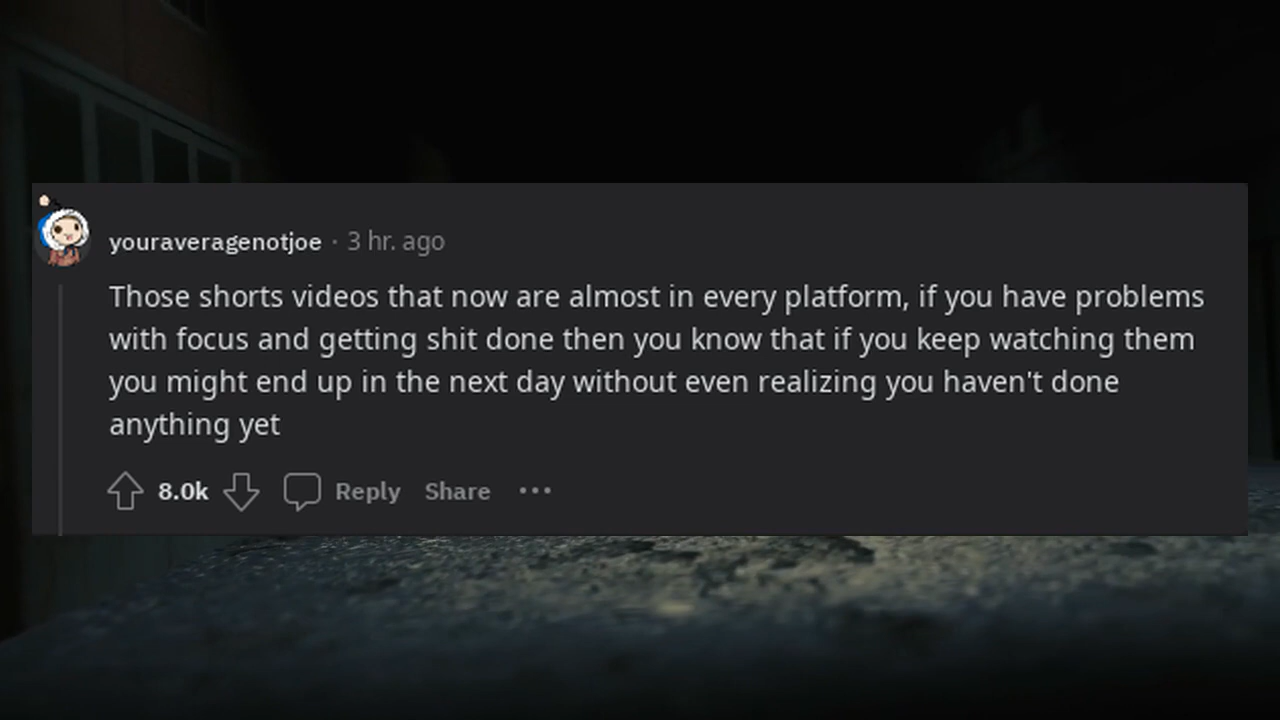 youraveragenotjoe · 3 hr. ago
Those shorts videos that now are almost in every platform, if you have problems
with focus and getting shit done then you know that if you keep watching them
you might end up in the next day without even realizing you haven't done
anything yet
8.0k Reply Share ···